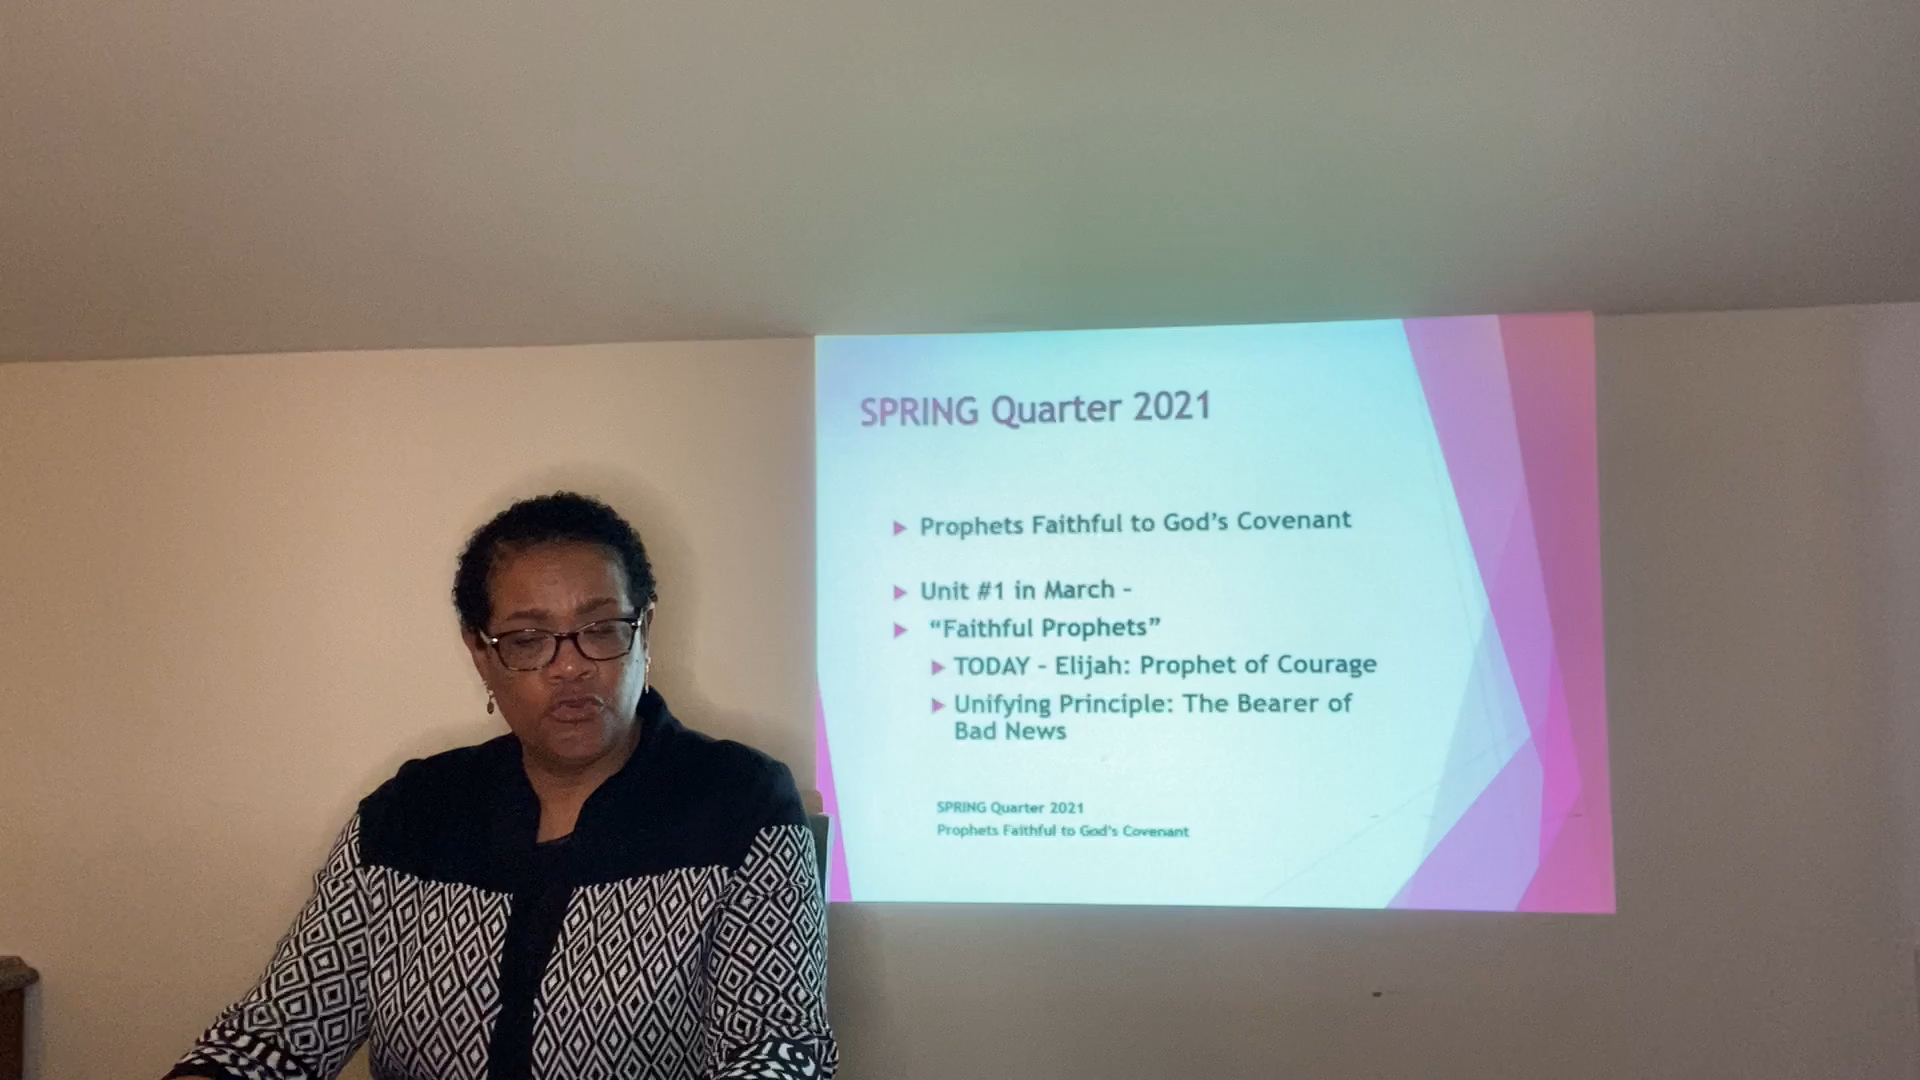 SPRING Quarter 2021
Prophets Faithful to God’s Covenant
Unit #1 in March –
“Faithful Prophets”
TODAY – Elijah: Prophet of Courage
Unifying Principle: The Bearer of
Bad News
SPRING Quarter 2021
Prophets Faithful to God’s Covenant